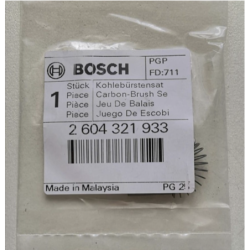 BOSCH
PGP
FD:711
1
Stück Kohlebürstensat
Piece Carbon-Brush Se
Pièce Jeu De Balais
Piece Juego De Escobi
2 604 321 933
Made in Malaysia PG 2